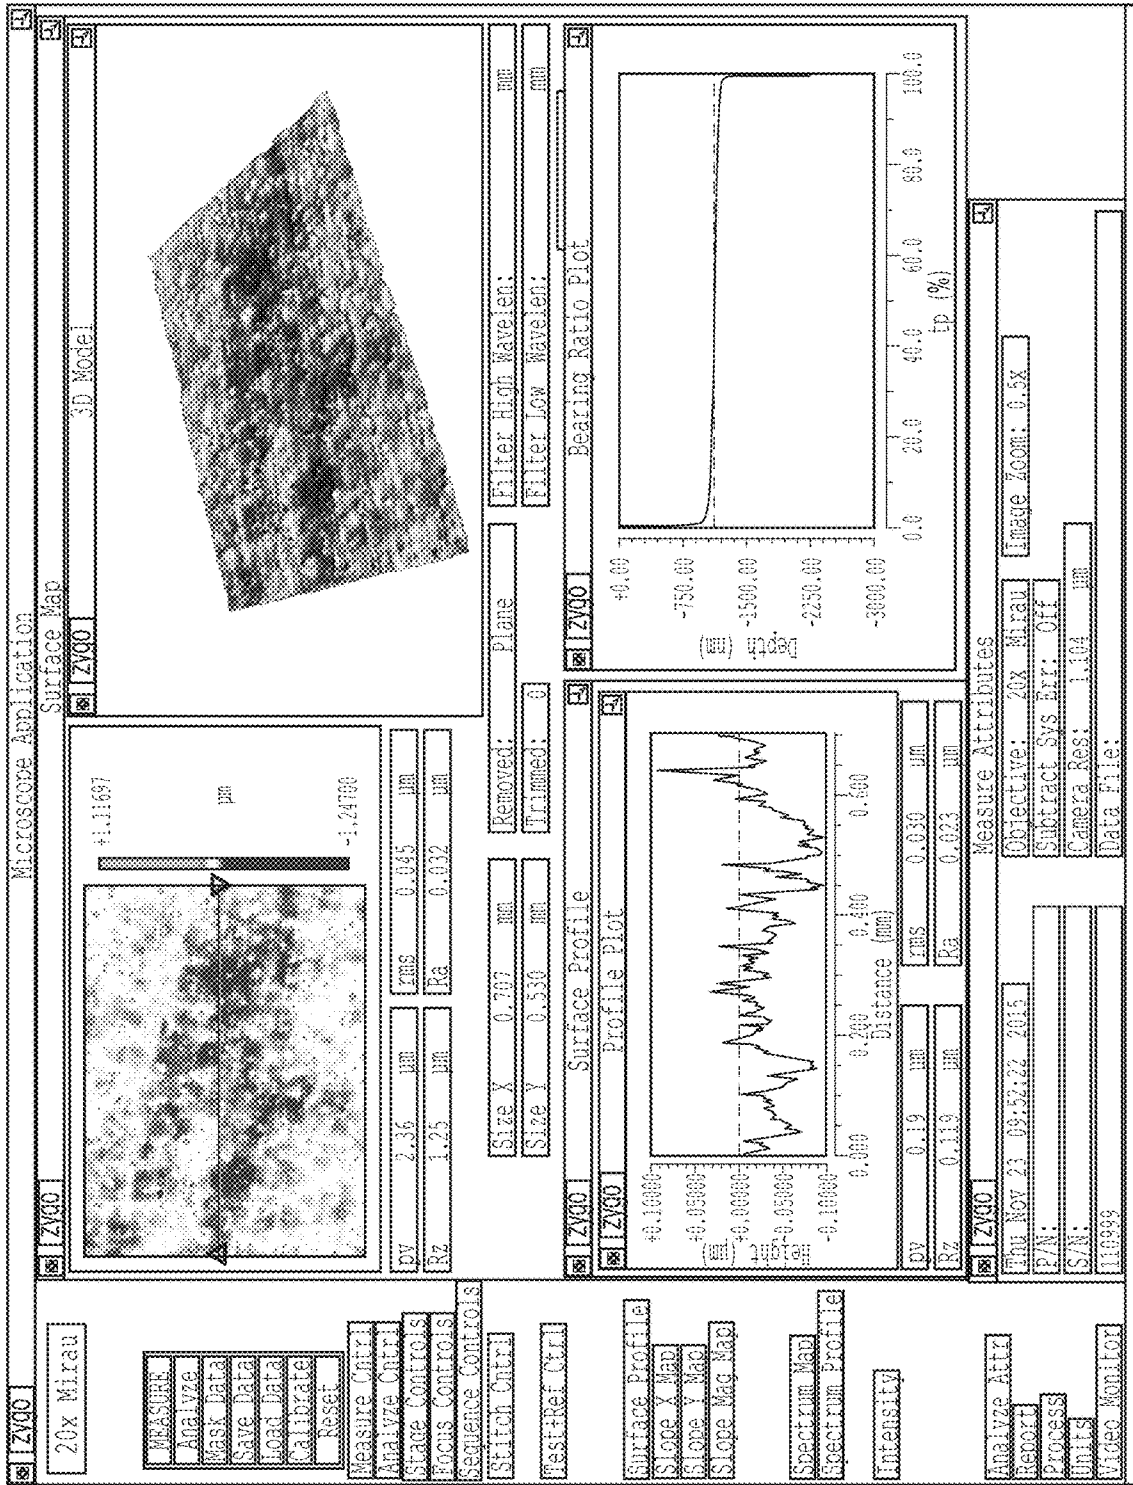 zygo Microscope Application
20x Mirau
MEASURE
Analyze
Mask Data
Save Data
Load Data
Calibrate
Reset
Measure Cntrl
Analyze Cntrl
Stage Controls
Focus Controls
Sequence Controls
Stitch Cntrl
TestRef Ctrl
Surface Profile
Slope X Map
Slope Y Map
Slope Mag Map
Spectrum Map
Spectrum Profile
Intensity
Analyze Attr
Report
Process
Units
Video Monitor
zygo Surface Map
+1.11697
µm
-1.24700
pv 2.36 µm
rms 0.045 µm
Rz 1.25 µm
Ra 0.032 µm
Size X 0.707 mm
Size Y 0.530 mm
zygo 3D Model
Removed: Plane
Trimmed: 0
Filter High Wavelen: mm
Filter Low Wavelen: mm
zygo Surface Profile
zygo Profile Plot
+0.10000
+0.05000
+0.00000
-0.05000
-0.10000
Height (µm)
0.000 0.200 0.400 0.600
Distance (mm)
pv 0.19 µm
rms 0.030 µm
Rz 0.119 µm
Ra 0.023 µm
zygo Bearing Ratio Plot
+0.00
-750.00
-1500.00
-2250.00
-3000.00
Depth (nm)
0.0 20.0 40.0 60.0 80.0 100.0
tp (%)
zygo Measure Attributes
Thu Nov 23 09:52:22 2015
P/N:
S/N:
118999
Objective: 20x Mirau
Image Zoom: 0.5X
Subtract Sys Err: Off
Camera Res: 1.104 µm
Data File: